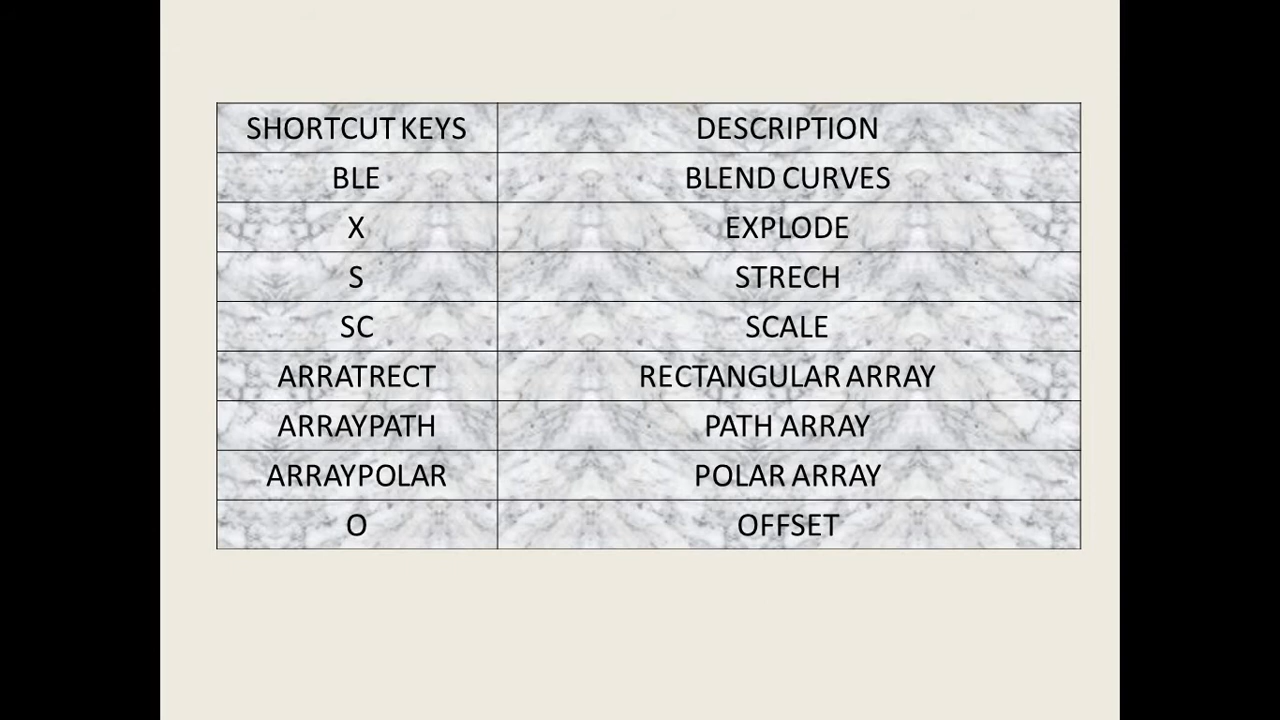 SHORTCUT KEYS DESCRIPTION
BLE BLEND CURVES
X EXPLODE
S STRECH
SC SCALE
ARRATRECT RECTANGULAR ARRAY
ARRAYPATH PATH ARRAY
ARRAYPOLAR POLAR ARRAY
O OFFSET